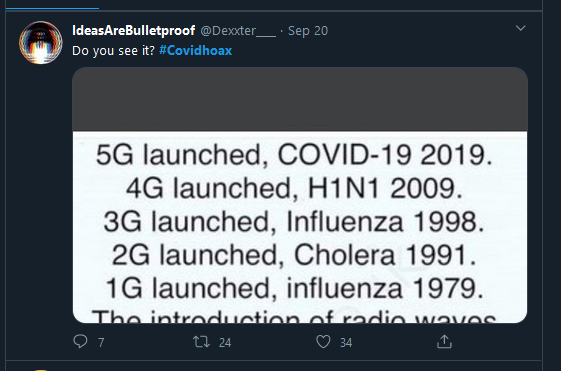 IdeasAreBulletproof @Dexxter___ · Sep 20
Do you see it? #Covidhoax
5G launched, COVID-19 2019.
4G launched, H1N1 2009.
3G launched, Influenza 1998.
2G launched, Cholera 1991.
1G launched, influenza 1979.
The introduction of radio waves
7 24 34